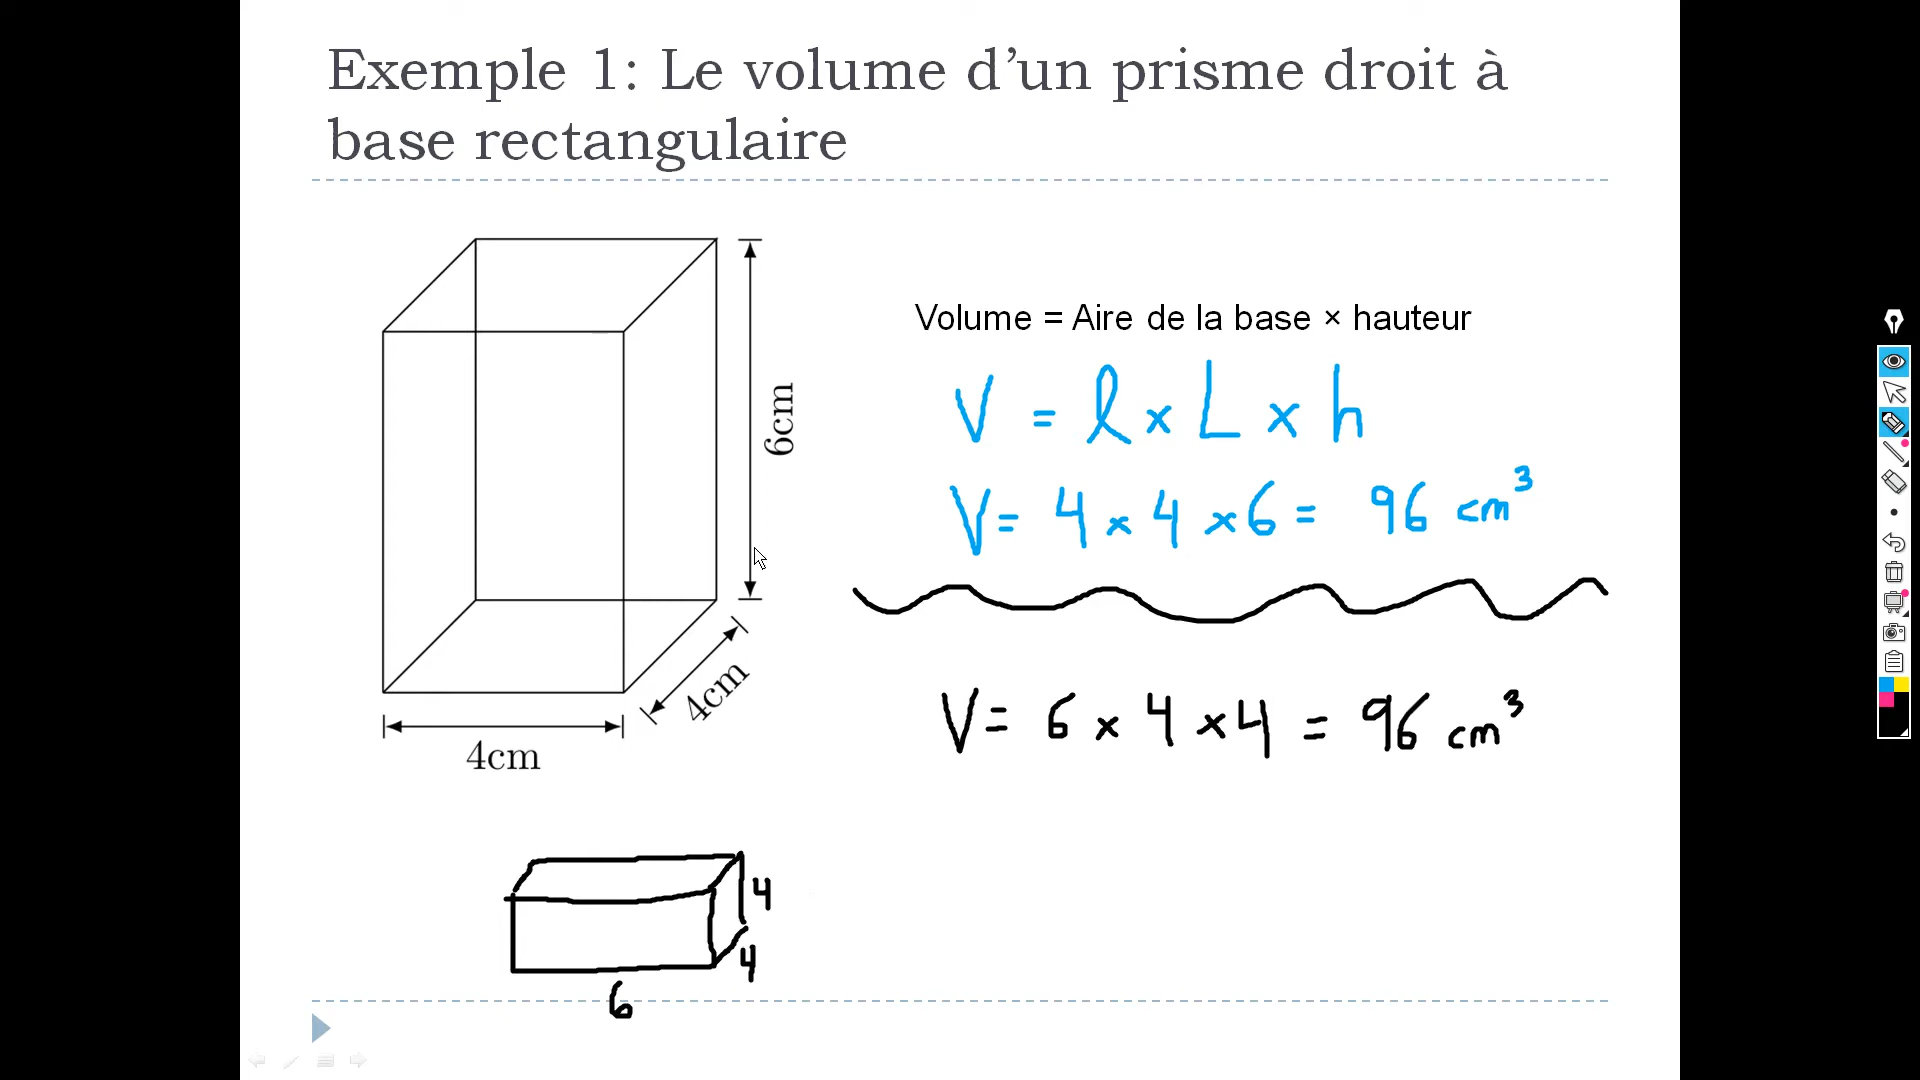 Exemple 1: Le volume d’un prisme droit à
base rectangulaire
6cm
4cm
4cm
Volume = Aire de la base × hauteur
V = l x L x h
V = 4 x 4 x 6 = 96 cm³
V = 6 x 4 x 4 = 96 cm³
4
4
6